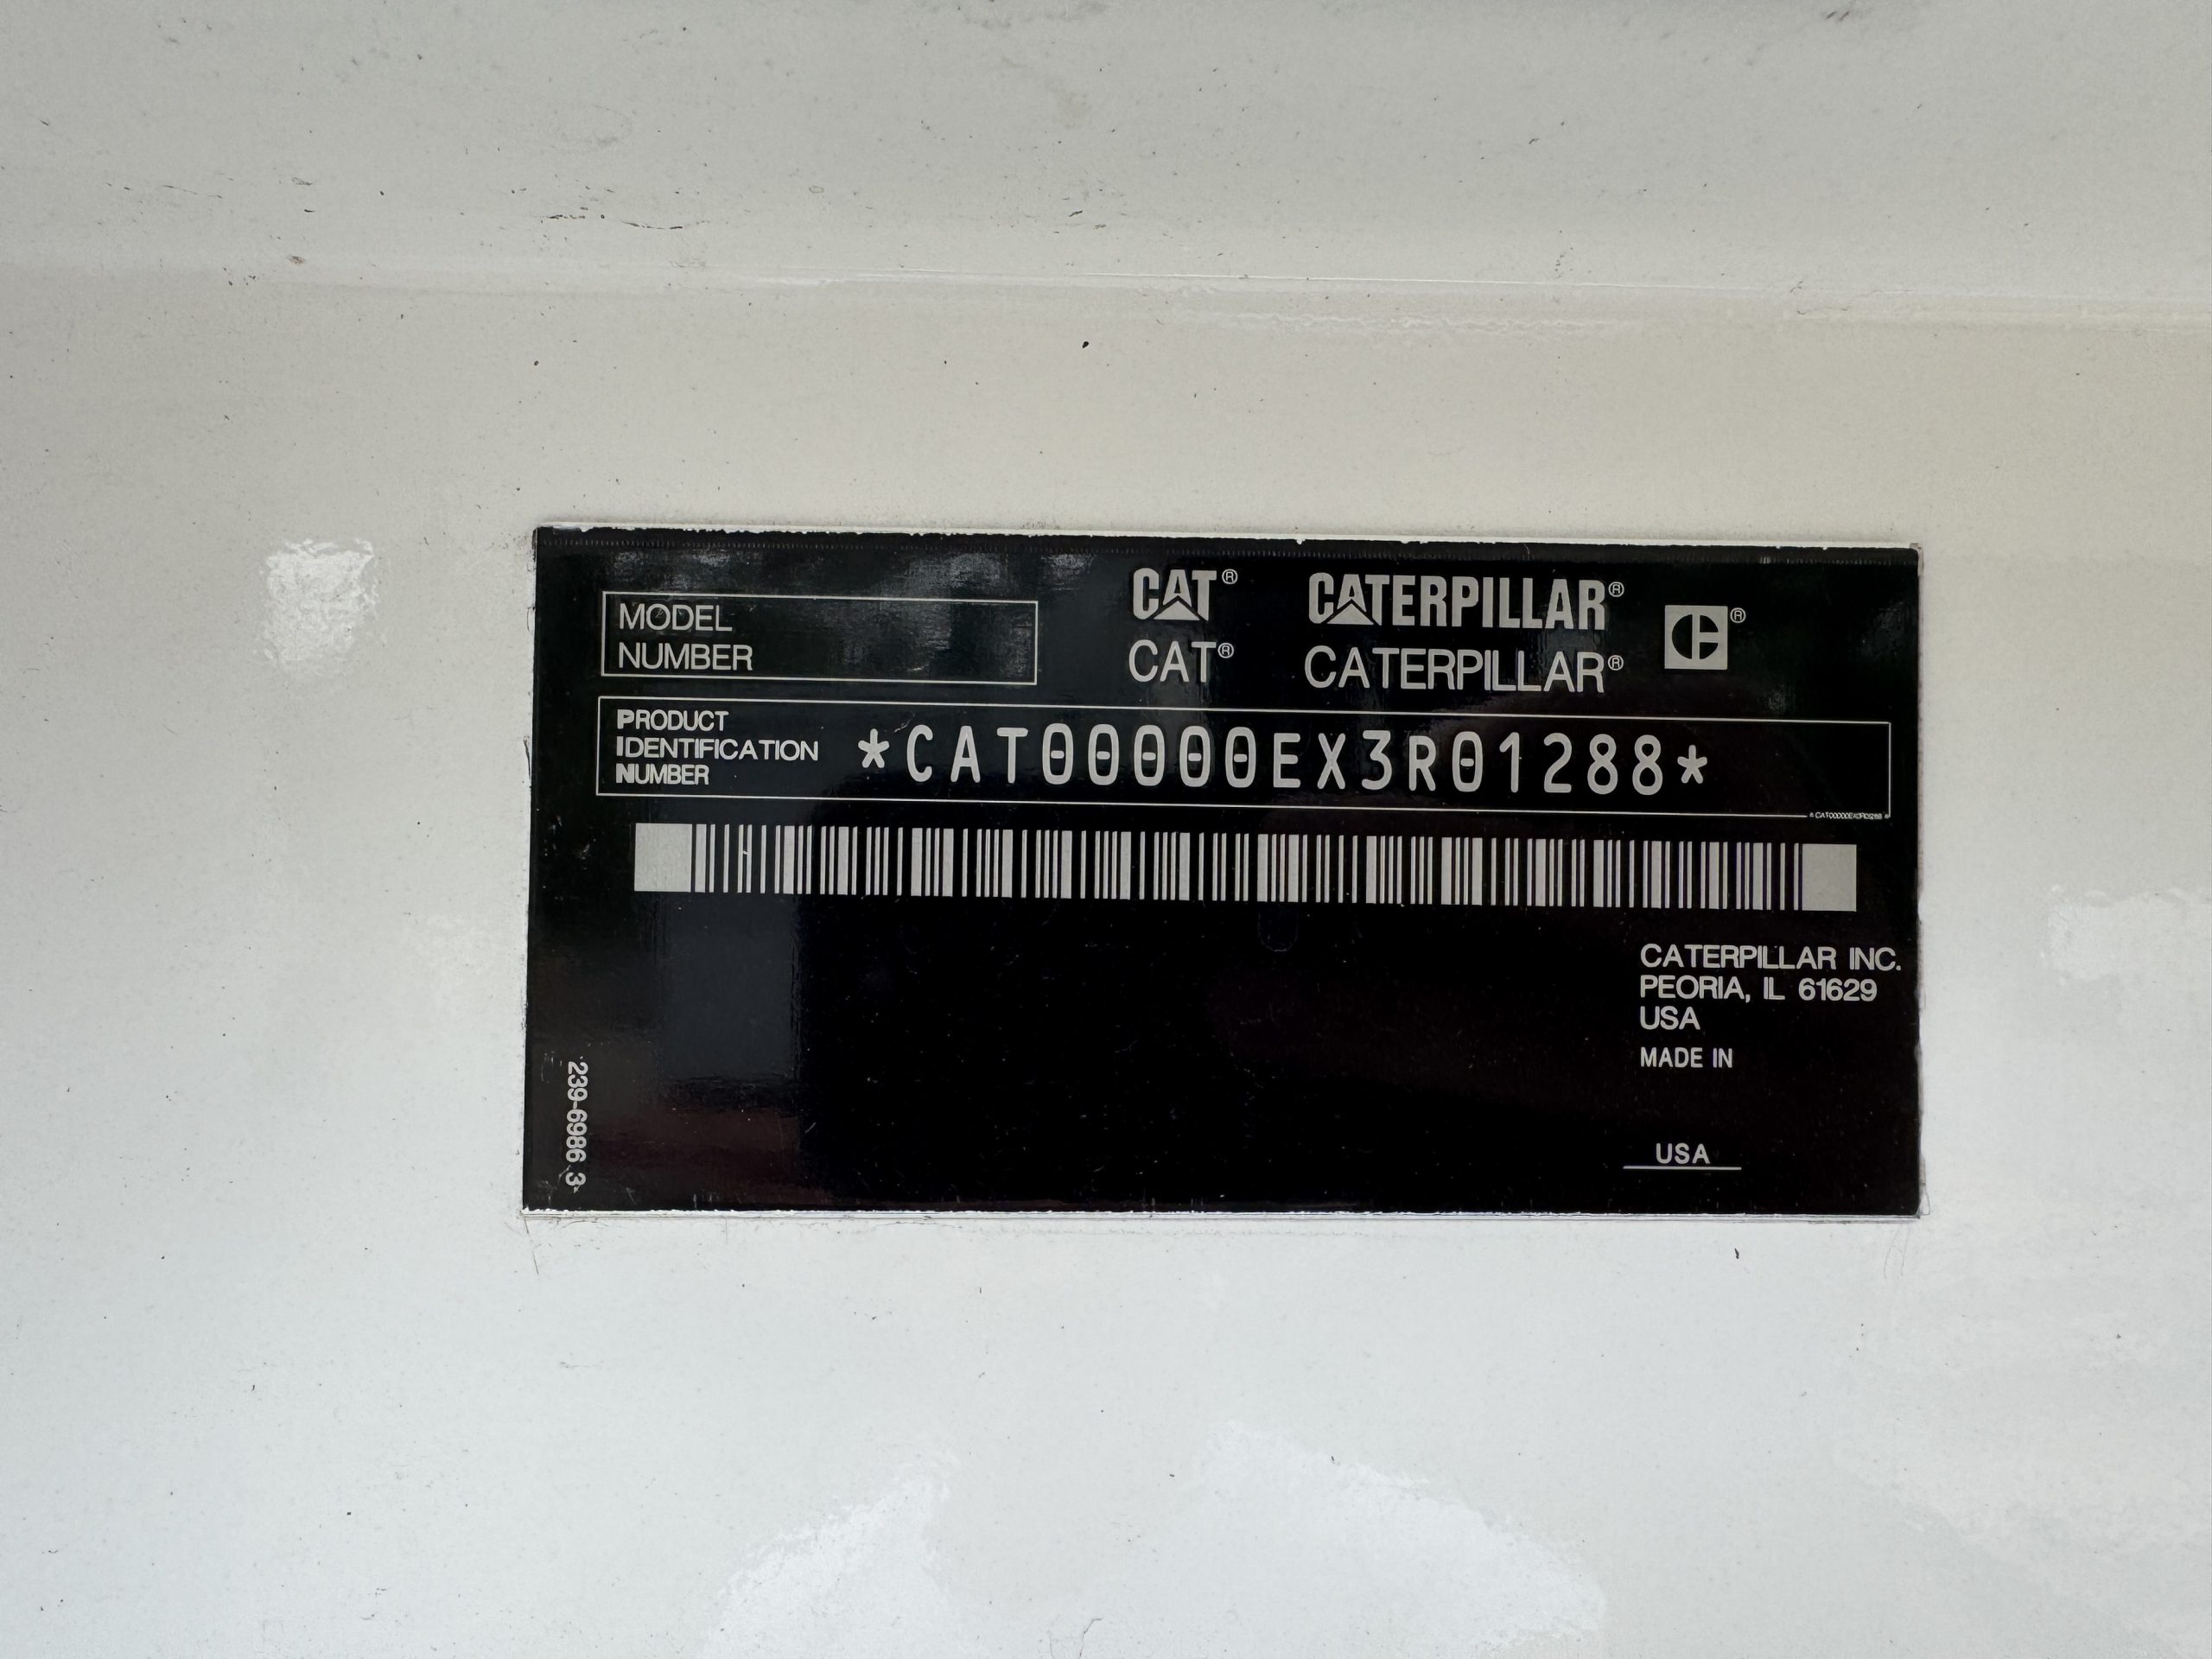 CAT® CATERPILLAR®
CAT® CATERPILLAR® ®
MODEL
NUMBER
PRODUCT
IDENTIFICATION
NUMBER
*CAT00000EX3R01288*
*CAT00000EX3R01288*
CATERPILLAR INC.
PEORIA, IL 61629
USA
MADE IN
USA
239-6986 3